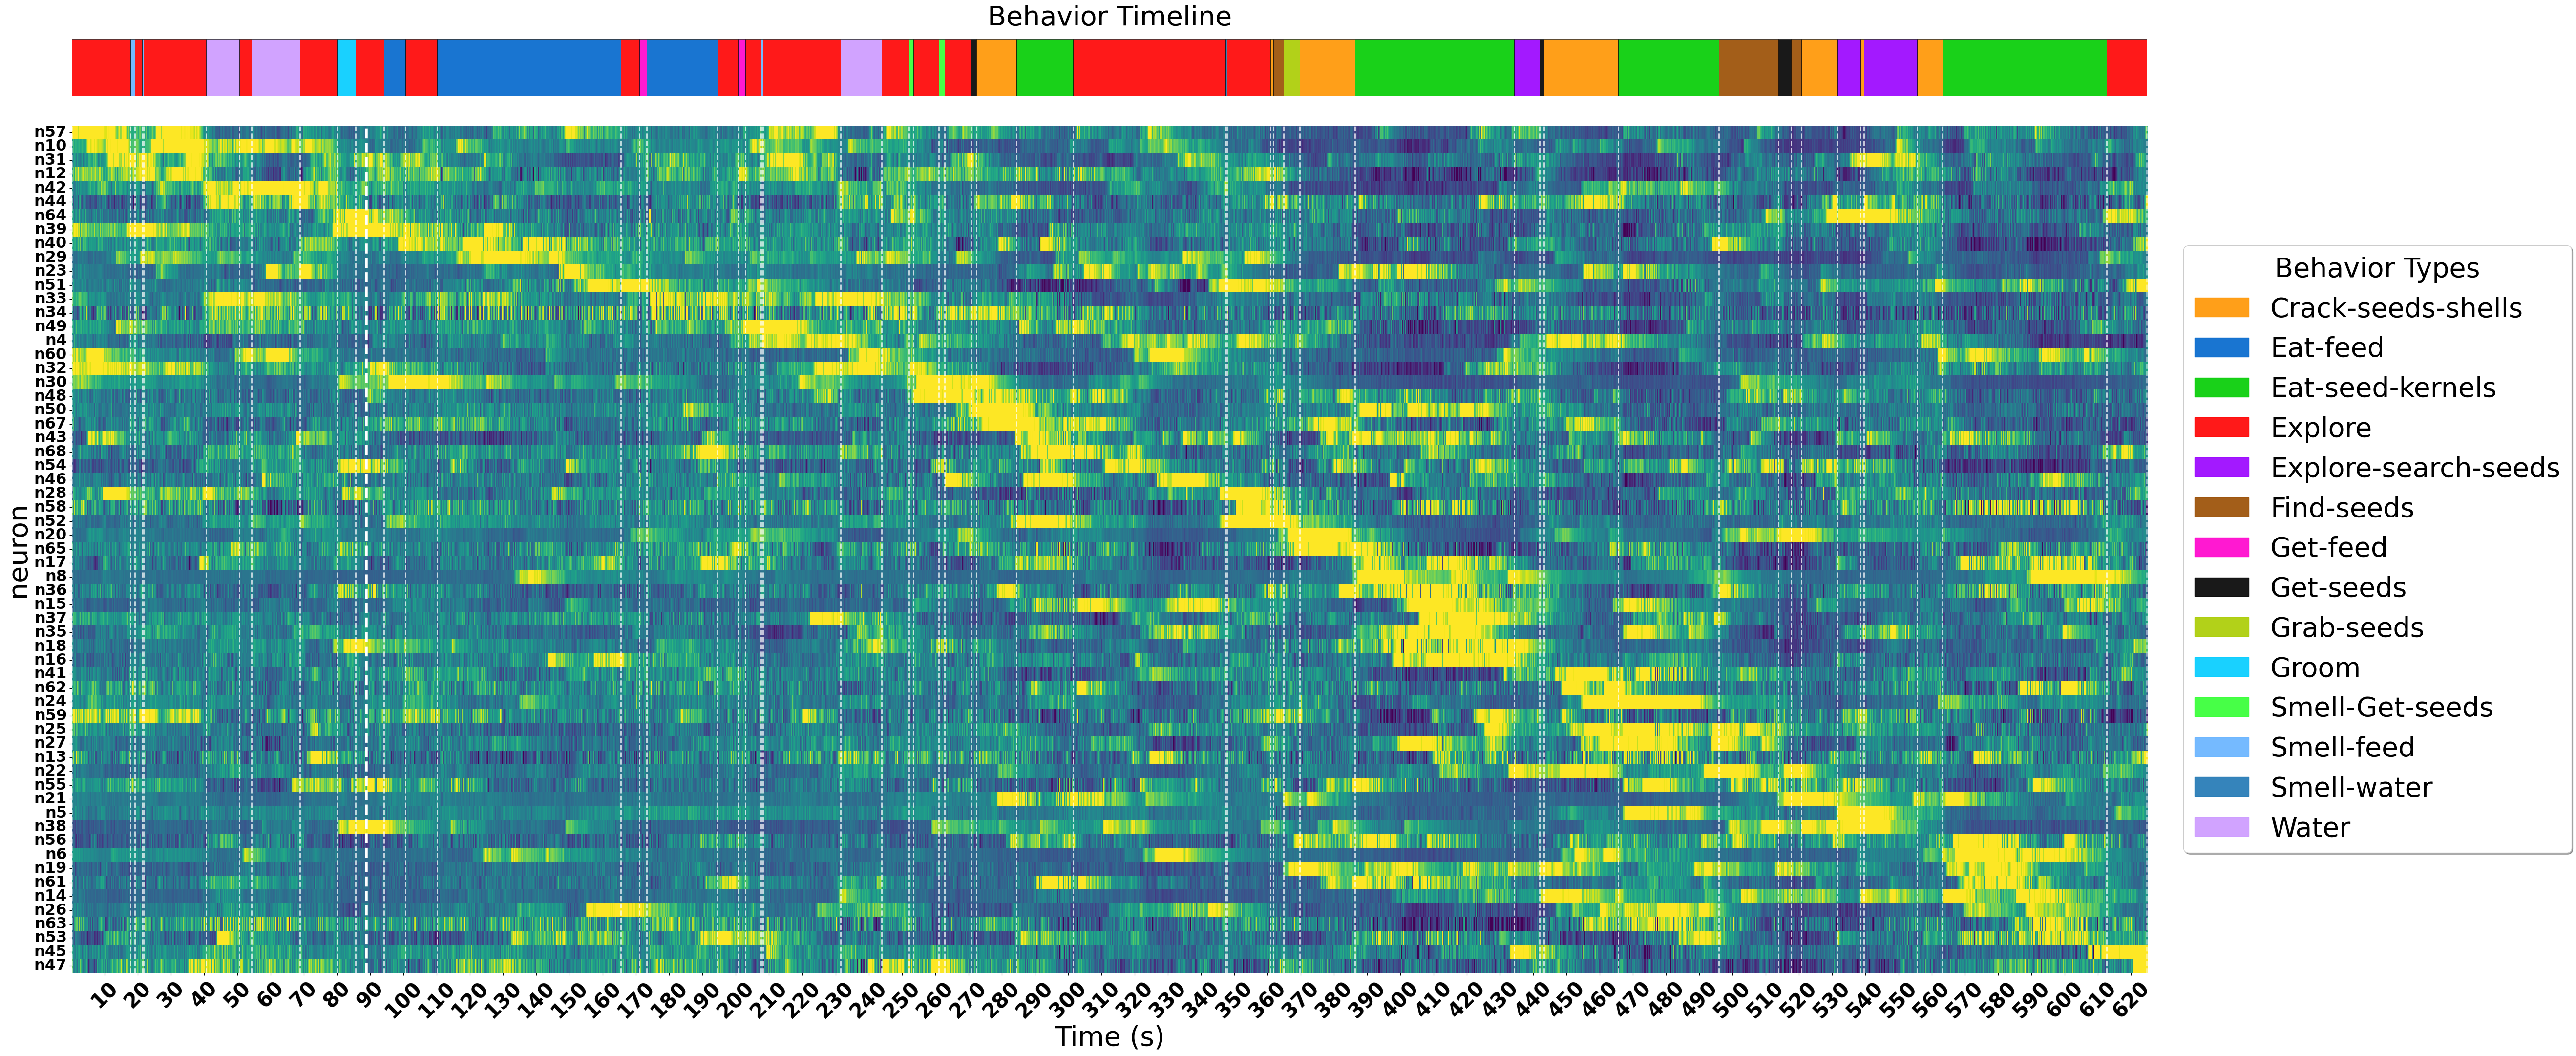 Behavior Timeline
n57
n10
n31
n12
n42
n44
n64
n39
n40
n29
n23
n51
n33
n34
n49
n4
n60
n32
n30
n48
n50
n67
n43
n68
n54
n46
n28
n58
n52
n20
n65
n17
n8
n36
n15
n37
n35
n18
n16
n41
n62
n24
n59
n25
n27
n13
n22
n55
n21
n5
n38
n56
n6
n19
n61
n14
n26
n63
n53
n45
n47
neuron
10 20 30 40 50 60 70 80 90 100 110 120 130 140 150 160 170 180 190 200 210 220 230 240 250 260 270 280 290 300 310 320 330 340 350 360 370 380 390 400 410 420 430 440 450 460 470 480 490 500 510 520 530 540 550 560 570 580 590 600 610 620
Time (s)
Behavior Types
Crack-seeds-shells
Eat-feed
Eat-seed-kernels
Explore
Explore-search-seeds
Find-seeds
Get-feed
Get-seeds
Grab-seeds
Groom
Smell-Get-seeds
Smell-feed
Smell-water
Water